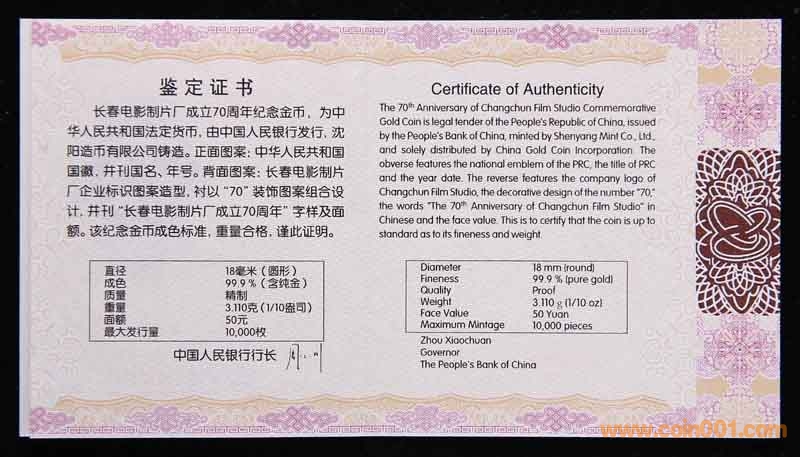 鉴定证书
长春电影制片厂成立70周年纪念金币，为中
华人民共和国法定货币，由中国人民银行发行，沈
阳造币有限公司铸造。正面图案：中华人民共和国
国徽，并刊国名、年号。背面图案：长春电影制片
厂企业标识图案造型，衬以“70”装饰图案组合设
计，并刊“长春电影制片厂成立70周年”字样及面
额。该纪念金币成色标准，重量合格，谨此证明。
直径 18毫米（圆形）
成色 99.9%（含纯金）
质量 精制
重量 3.110克（1/10盎司）
面额 50元
最大发行量 10,000枚
中国人民银行行长
Certificate of Authenticity
The 70th Anniversary of Changchun Film Studio Commemorative
Gold Coin is legal tender of the People's Republic of China, issued
by the People's Bank of China, minted by Shenyang Mint Co., Ltd.,
and solely distributed by China Gold Coin Incorporation. The
obverse features the national emblem of the PRC, the title of PRC
and the year date. The reverse features the company logo of
Changchun Film Studio, the decorative design of the number "70,"
the words "The 70th Anniversary of Changchun Film Studio" in
Chinese and the face value. This is to certify that the coin is up to
standard as to its fineness and weight.
Diameter 18 mm (round)
Fineness 99.9 % (pure gold)
Quality Proof
Weight 3.110 g (1/10 oz)
Face Value 50 Yuan
Maximum Mintage 10,000 pieces
Zhou Xiaochuan
Governor
The People's Bank of China
www.coin001.com